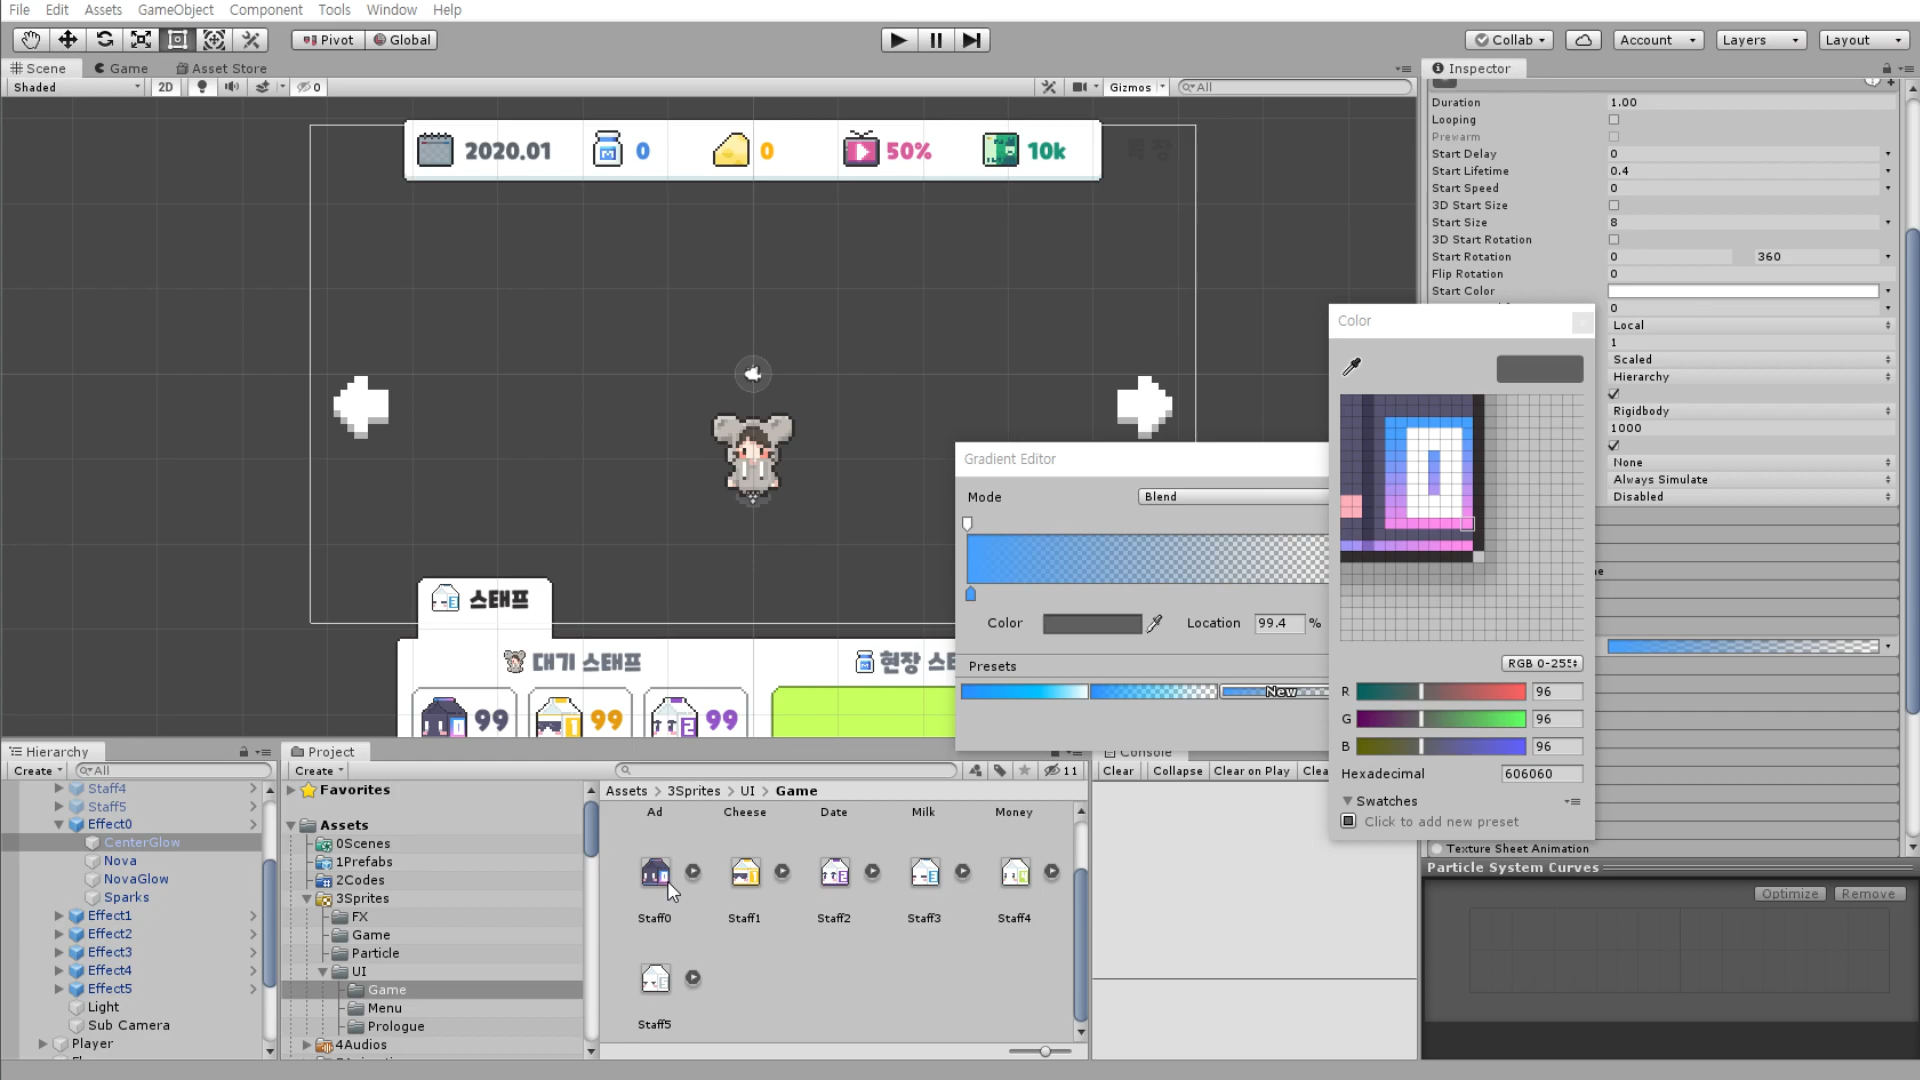 File Edit Assets GameObject Component Tools Window Help
Pivot Global Collab Account Layers Layout
Scene Game Asset Store Inspector
Shaded 2D 0 Gizmos All
Duration 1.00
Looping
Prewarm
Start Delay 0
Start Lifetime 0.4
Start Speed 0
3D Start Size
Start Size 8
3D Start Rotation
Start Rotation 0 360
Flip Rotation 0
Start Color
0
Local
1
Scaled
Hierarchy
Rigidbody
1000
None
Always Simulate
Disabled
2020.01 0 0 50% 10k
스태프
대기 스태프
현장 스
99 99 99
Gradient Editor
Mode Blend
Color Location 99.4 %
Presets
New
Color
RGB 0-255
R 96
G 96
B 96
Hexadecimal 606060
Swatches
Click to add new preset
Texture Sheet Animation
Particle System Curves
Optimize Remove
Hierarchy
Create All
Staff4
Staff5
Effect0
CenterGlow
Nova
NovaGlow
Sparks
Effect1
Effect2
Effect3
Effect4
Effect5
Light
Sub Camera
Player
Project
Create 11
Favorites
Assets
0Scenes
1Prefabs
2Codes
3Sprites
FX
Game
Particle
UI
Game
Menu
Prologue
4Audios
Assets > 3Sprites > UI > Game
Ad Cheese Date Milk Money
Staff0 Staff1 Staff2 Staff3 Staff4
Staff5
Console
Clear Collapse Clear on Play Clea